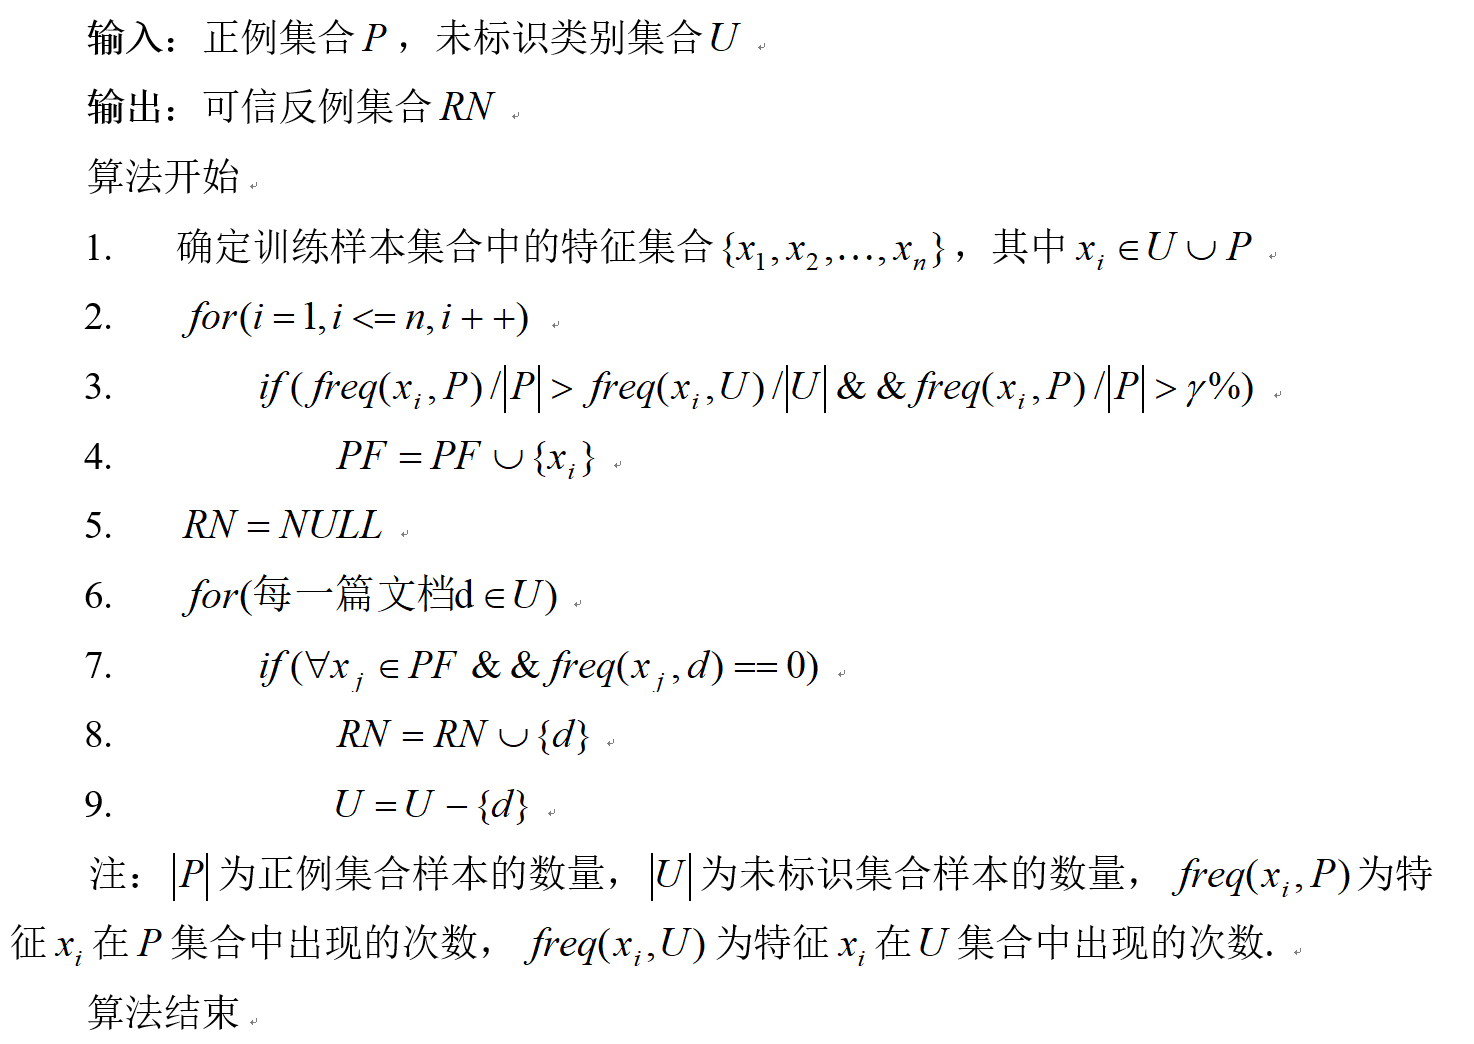 输入：正例集合 P ，未标识类别集合 U
输出：可信反例集合 RN
算法开始
1. 确定训练样本集合中的特征集合 {x₁, x₂,…, xₙ} ，其中 xᵢ ∈ U ∪ P
2. for(i = 1, i <= n, i + +)
3. if ( freq(xᵢ , P) / |P| > freq(xᵢ , U) / |U| & & freq(xᵢ , P) / |P| > γ%)
4. PF = PF ∪ {xᵢ}
5. RN = NULL
6. for(每一篇文档d ∈ U)
7. if (∀xⱼ ∈ PF & & freq(xⱼ , d) == 0)
8. RN = RN ∪ {d}
9. U = U − {d}
注：|P| 为正例集合样本的数量，|U| 为未标识集合样本的数量， freq(xᵢ , P) 为特
征 xᵢ 在 P 集合中出现的次数， freq(xᵢ , U) 为特征 xᵢ 在 U 集合中出现的次数.
算法结束